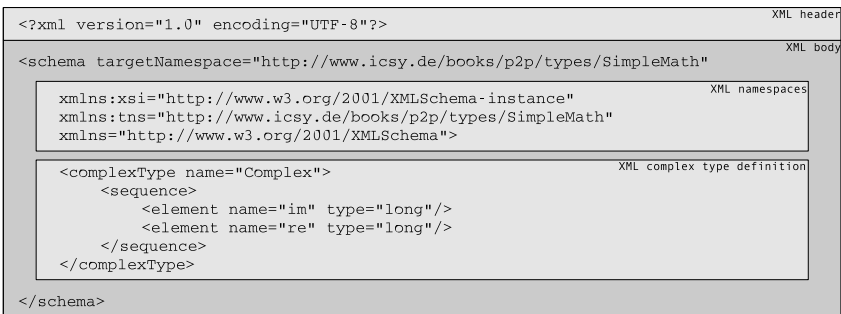 XML header
<?xml version="1.0" encoding="UTF-8"?>
XML body
<schema targetNamespace="http://www.icsy.de/books/p2p/types/SimpleMath"
XML namespaces
xmlns:xsi="http://www.w3.org/2001/XMLSchema-instance"
xmlns:tns="http://www.icsy.de/books/p2p/types/SimpleMath"
xmlns="http://www.w3.org/2001/XMLSchema">
XML complex type definition
<complexType name="Complex">
<sequence>
<element name="im" type="long"/>
<element name="re" type="long"/>
</sequence>
</complexType>
</schema>